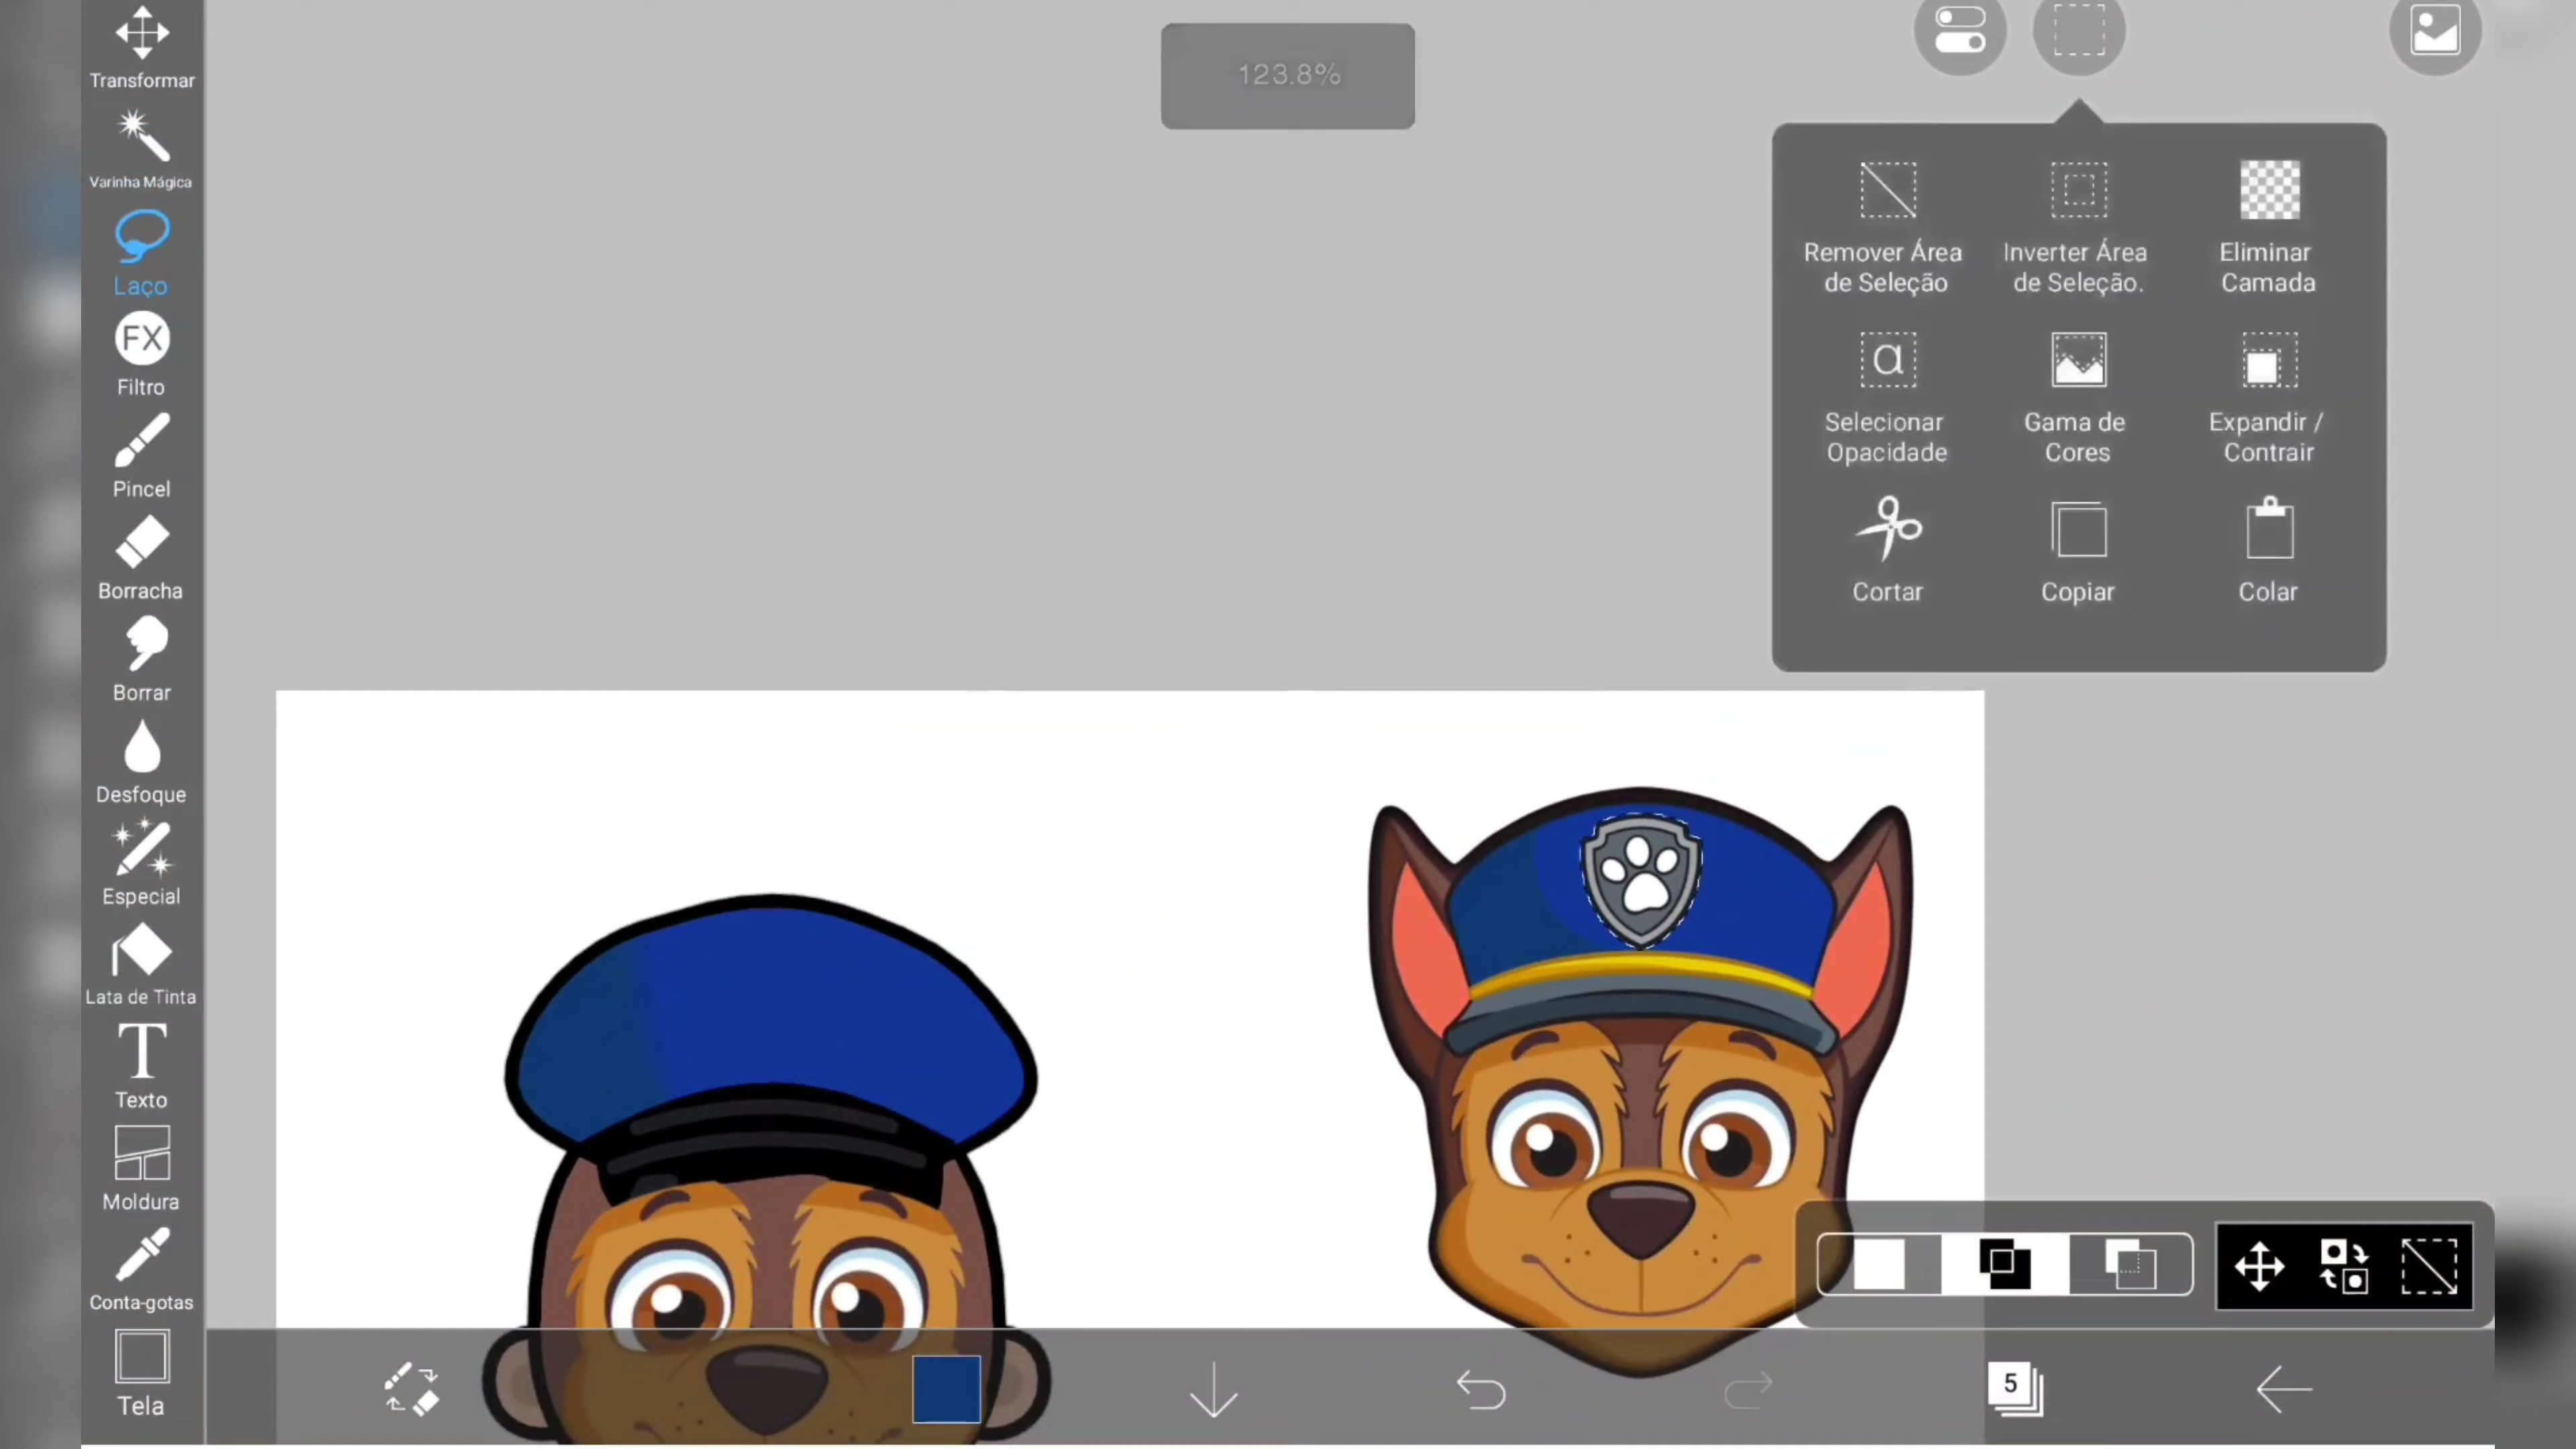 Transformar
Varinha Mágica
Laço
FX
Filtro
Pincel
Borracha
Borrar
Desfoque
Especial
Lata de Tinta
T
Texto
Moldura
Conta-gotas
Tela
123.8%
Remover Área
de Seleção
Inverter Área
de Seleção.
Eliminar
Camada
α
Selecionar
Opacidade
Gama de
Cores
Expandir /
Contrair
Cortar
Copiar
Colar
5